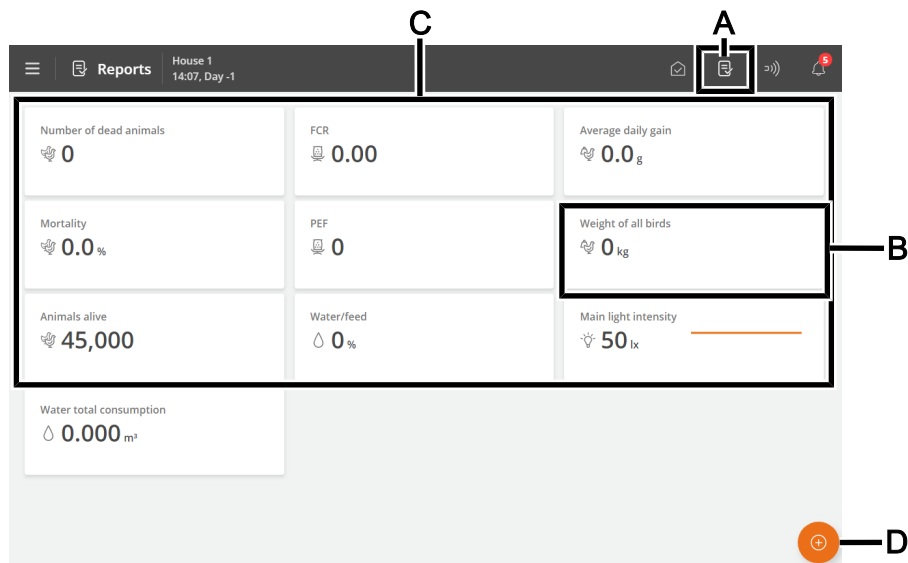 C
A
Reports
House 1
14:07, Day -1
5
Number of dead animals
0
FCR
0.00
Average daily gain
0.0 g
Mortality
0.0 %
PEF
0
Weight of all birds
0 kg
B
Animals alive
45,000
Water/feed
0 %
Main light intensity
50 lx
Water total consumption
0.000 m³
D